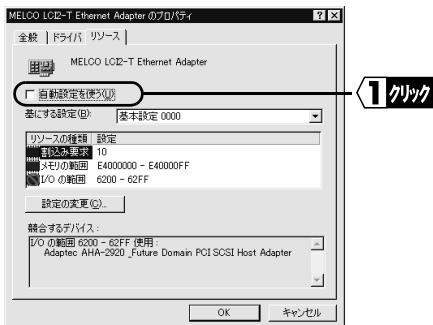 MELCO LCI2-T Ethernet Adapter のプロパティ
全般 ドライバ リソース
MELCO LCI2-T Ethernet Adapter
自動設定を使う(U)
1 クリック
基にする設定(B): 基本設定 0000
リソースの種類 設定
割込み要求 10
メモリの範囲 E4000000 - E40000FF
I/O の範囲 6200 - 62FF
設定の変更(C)...
競合するデバイス:
I/O の範囲 6200 - 62FF 使用:
Adaptec AHA-2920 _Future Domain PCI SCSI Host Adapter
OK キャンセル